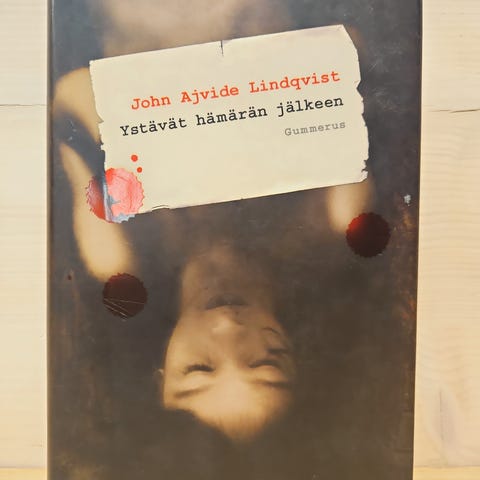 John Ajvide Lindqvist
Ystävät hämärän jälkeen
Gummerus